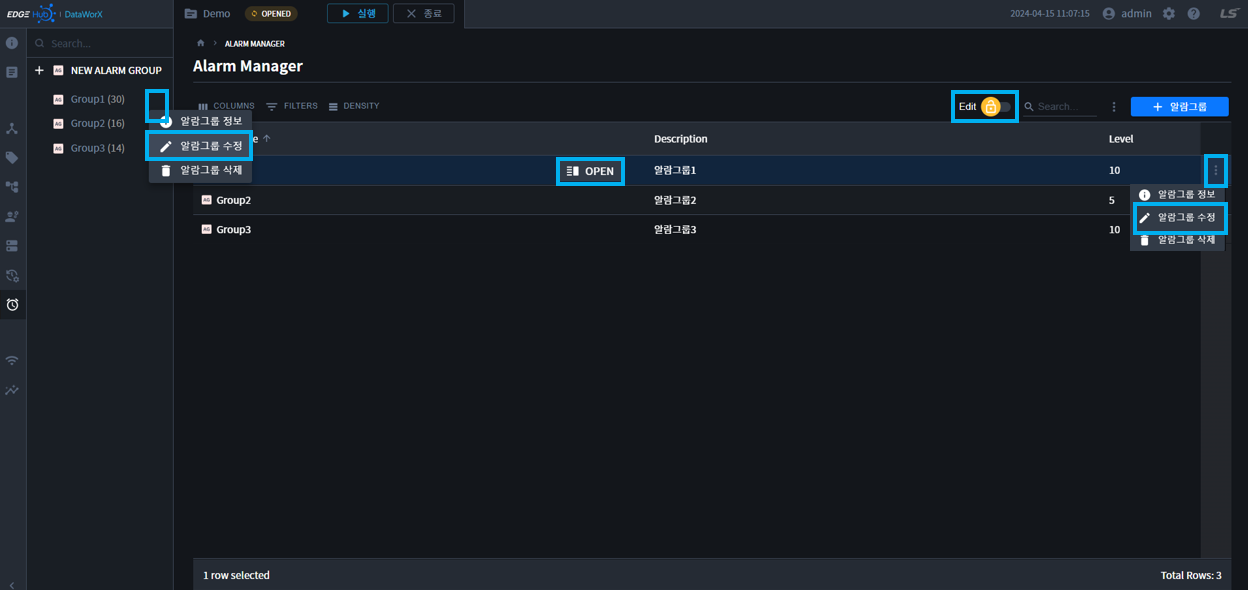 EDGE Hub | DataWorX
Demo
OPENED
실행
종료
2024-04-15 11:07:15
admin
LS
Search...
ALARM MANAGER
NEW ALARM GROUP
Alarm Manager
Group1 (30)
Group2 (16)
Group3 (14)
알람그룹 정보
알람그룹 수정
알람그룹 삭제
COLUMNS
FILTERS
DENSITY
Edit
Search...
알람그룹
e
Description
Level
OPEN
알람그룹1
10
Group2
알람그룹2
5
Group3
알람그룹3
10
알람그룹 정보
알람그룹 수정
알람그룹 삭제
1 row selected
Total Rows: 3